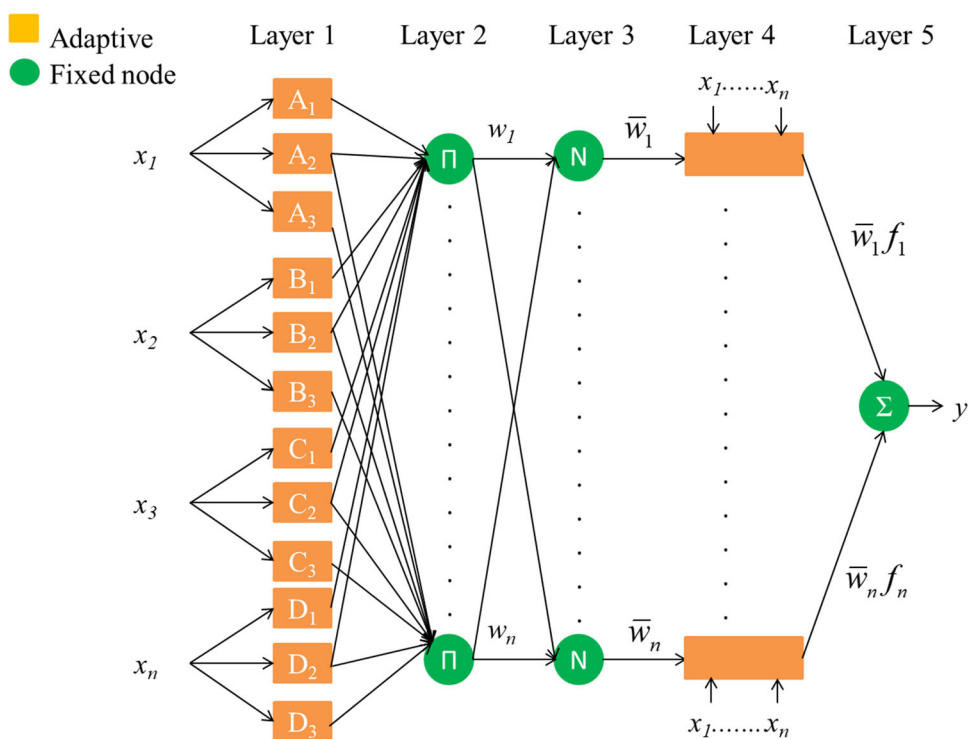 Adaptive
Fixed node
Layer 1
Layer 2
Layer 3
Layer 4
Layer 5
x₁
x₂
x₃
xₙ
A₁
A₂
A₃
B₁
B₂
B₃
C₁
C₂
C₃
D₁
D₂
D₃
Π
Π
w₁
wₙ
N
N
w̅₁
w̅ₙ
x₁......xₙ
x₁.......xₙ
w̅₁f₁
w̅ₙfₙ
Σ
y